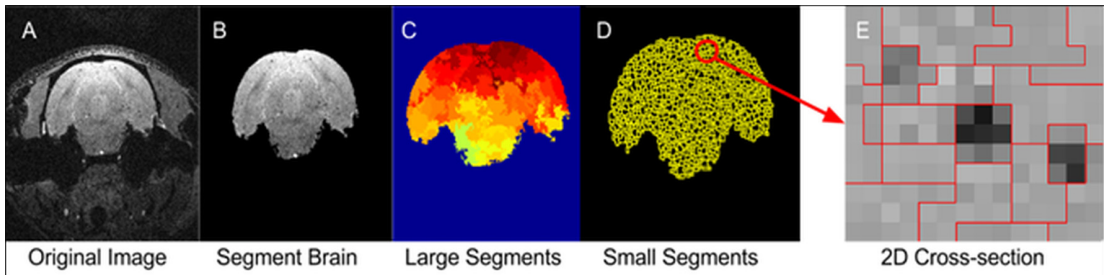 A B C D E
Original Image Segment Brain Large Segments Small Segments 2D Cross-section